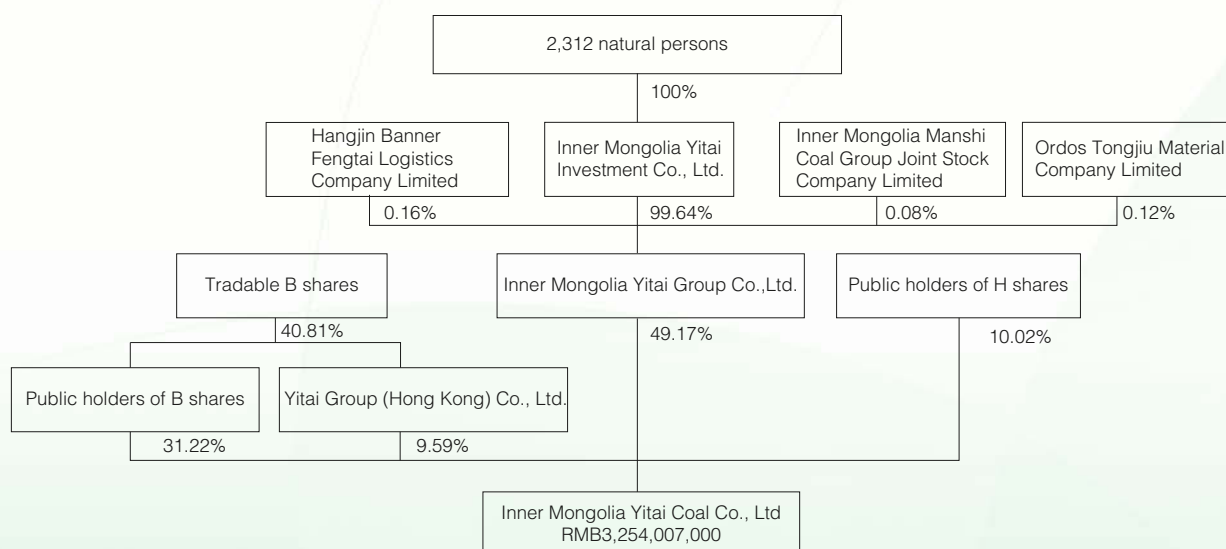 2,312 natural persons
100%
Hangjin Banner
Fengtai Logistics
Company Limited
Inner Mongolia Yitai
Investment Co., Ltd.
Inner Mongolia Manshi
Coal Group Joint Stock
Company Limited
Ordos Tongjiu Material
Company Limited
0.16%
99.64%
0.08%
0.12%
Tradable B shares
Inner Mongolia Yitai Group Co.,Ltd.
Public holders of H shares
40.81%
49.17%
10.02%
Public holders of B shares
Yitai Group (Hong Kong) Co., Ltd.
31.22%
9.59%
Inner Mongolia Yitai Coal Co., Ltd
RMB3,254,007,000